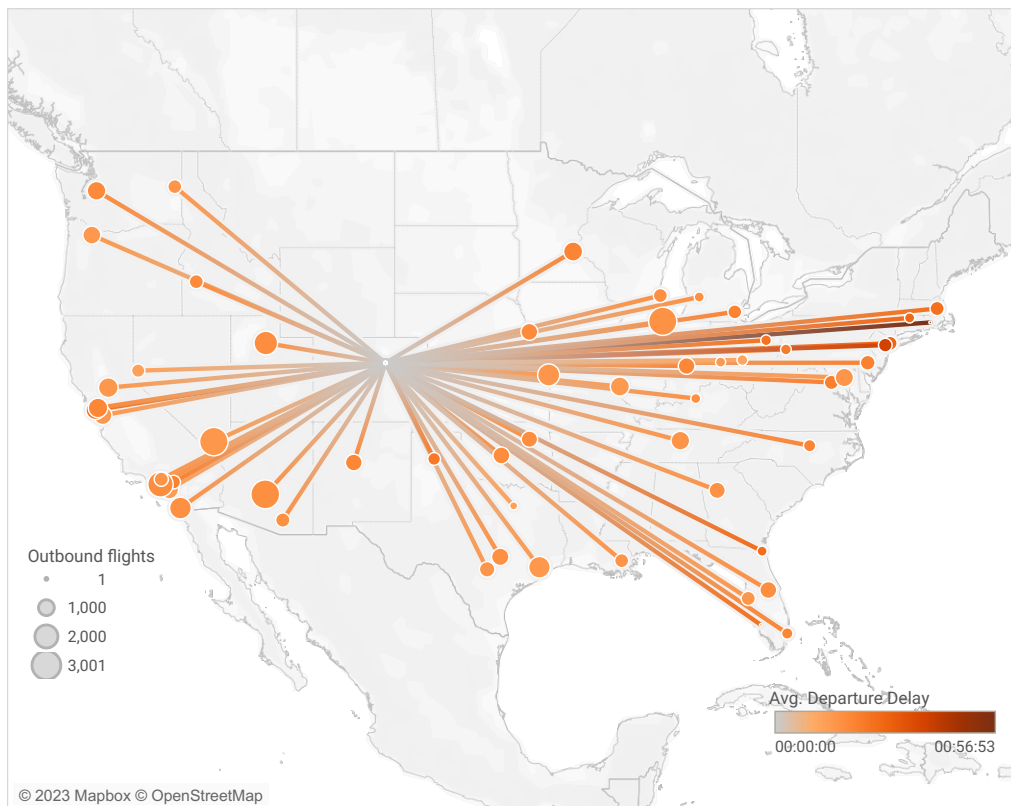 Outbound flights
1
1,000
2,000
3,001
Avg. Departure Delay
00:00:00 00:56:53
© 2023 Mapbox © OpenStreetMap